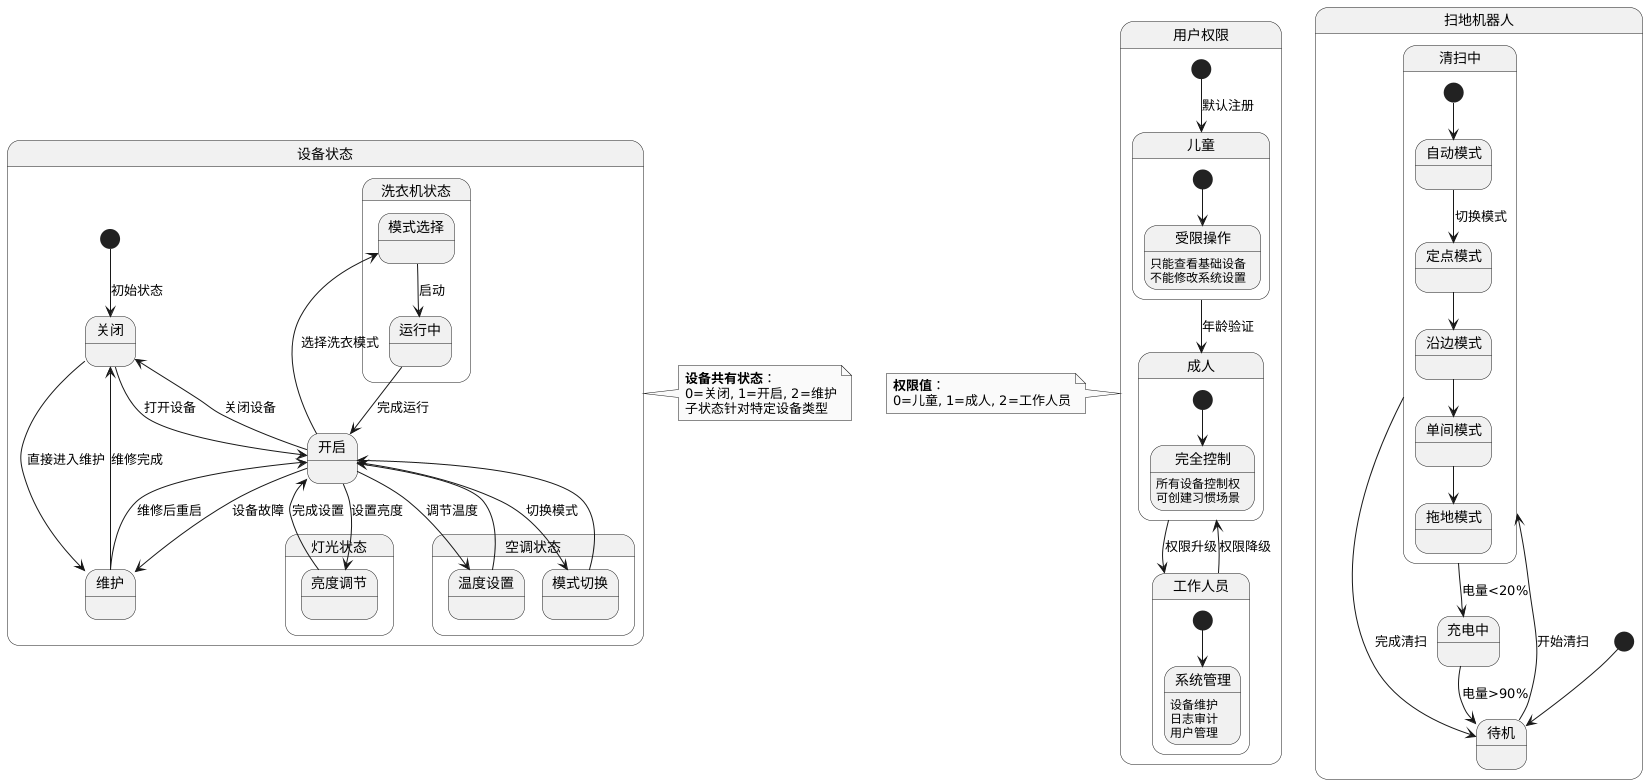 设备状态
洗衣机状态
模式选择
启动
运行中
初始状态
关闭
选择洗衣模式
完成运行
打开设备
关闭设备
开启
直接进入维护
维修完成
维修后重启
设备故障
完成设置
设置亮度
调节温度
切换模式
维护
灯光状态
亮度调节
空调状态
温度设置
模式切换
设备共有状态：
0=关闭, 1=开启, 2=维护
子状态针对特定设备类型
权限值：
0=儿童, 1=成人, 2=工作人员
用户权限
默认注册
儿童
受限操作
只能查看基础设备
不能修改系统设置
年龄验证
成人
完全控制
所有设备控制权
可创建习惯场景
权限升级
权限降级
工作人员
系统管理
设备维护
日志审计
用户管理
扫地机器人
清扫中
自动模式
切换模式
定点模式
沿边模式
单间模式
拖地模式
电量<20%
充电中
完成清扫
开始清扫
电量>90%
待机